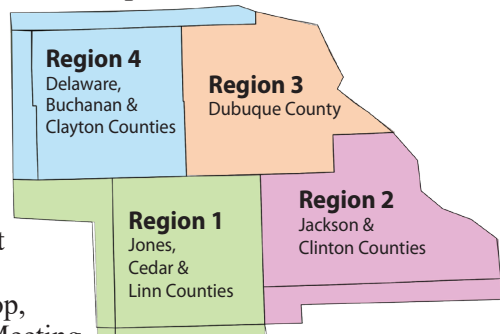 Region 4
Delaware,
Buchanan &
Clayton Counties
Region 3
Dubuque County
Region 1
Jones,
Cedar &
Linn Counties
Region 2
Jackson &
Clinton Counties